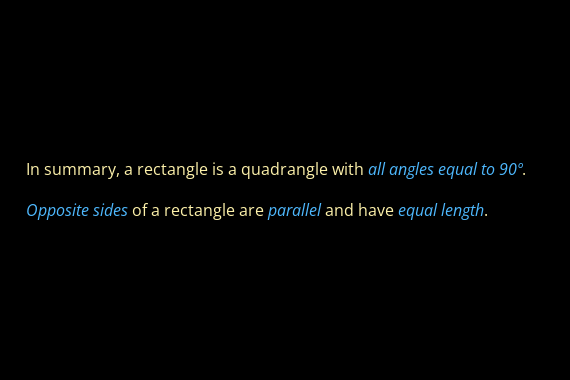 In summary, a rectangle is a quadrangle with all angles equal to 90°.
Opposite sides of a rectangle are parallel and have equal length.